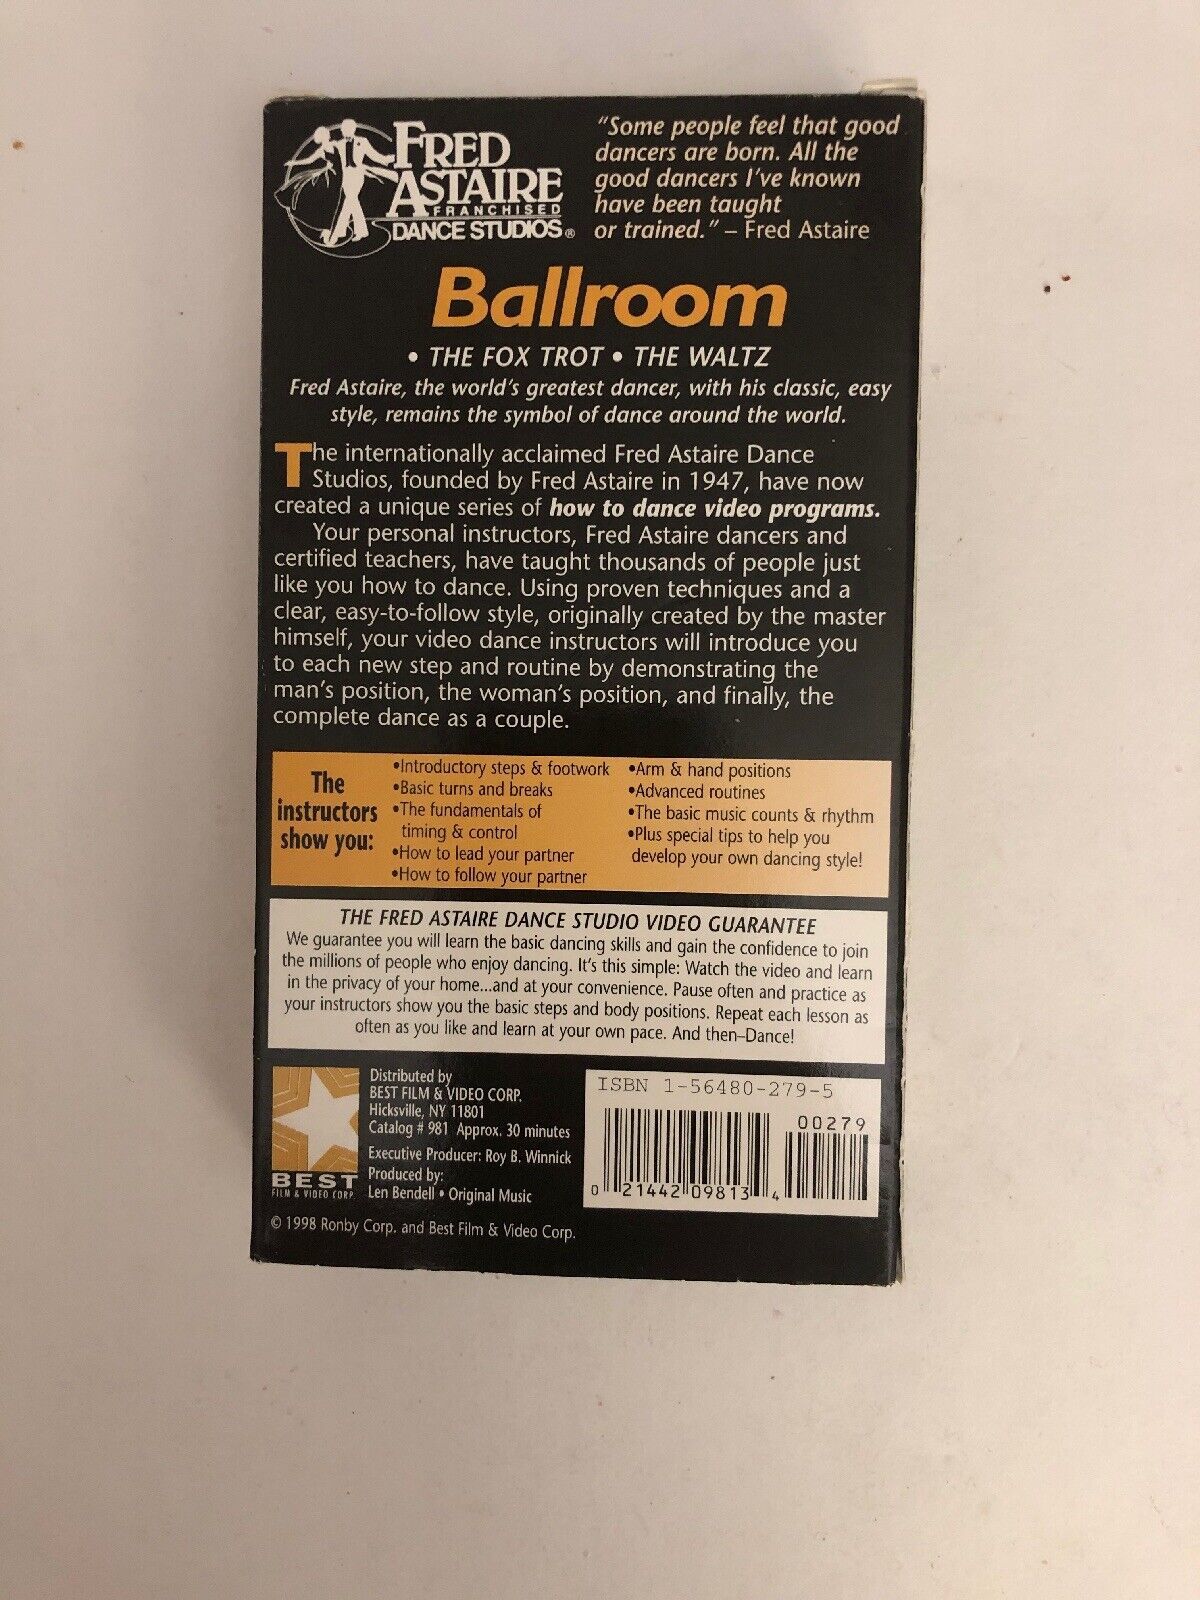 FRED
ASTAIRE
FRANCHISED
DANCE STUDIOS®
"Some people feel that good
dancers are born. All the
good dancers I've known
have been taught
or trained." – Fred Astaire
Ballroom
• THE FOX TROT • THE WALTZ
Fred Astaire, the world's greatest dancer, with his classic, easy
style, remains the symbol of dance around the world.
The internationally acclaimed Fred Astaire Dance
Studios, founded by Fred Astaire in 1947, have now
created a unique series of how to dance video programs.
Your personal instructors, Fred Astaire dancers and
certified teachers, have taught thousands of people just
like you how to dance. Using proven techniques and a
clear, easy-to-follow style, originally created by the master
himself, your video dance instructors will introduce you
to each new step and routine by demonstrating the
man's position, the woman's position, and finally, the
complete dance as a couple.
The
instructors
show you:
•Introductory steps & footwork
•Basic turns and breaks
•The fundamentals of
timing & control
•How to lead your partner
•How to follow your partner
•Arm & hand positions
•Advanced routines
•The basic music counts & rhythm
•Plus special tips to help you
develop your own dancing style!
THE FRED ASTAIRE DANCE STUDIO VIDEO GUARANTEE
We guarantee you will learn the basic dancing skills and gain the confidence to join
the millions of people who enjoy dancing. It's this simple: Watch the video and learn
in the privacy of your home...and at your convenience. Pause often and practice as
your instructors show you the basic steps and body positions. Repeat each lesson as
often as you like and learn at your own pace. And then–Dance!
BEST
FILM & VIDEO CORP.
Distributed by
BEST FILM & VIDEO CORP.
Hicksville, NY 11801
Catalog # 981 Approx. 30 minutes
Executive Producer: Roy B. Winnick
Produced by:
Len Bendell • Original Music
© 1998 Ronby Corp. and Best Film & Video Corp.
ISBN 1-56480-279-5
00279
0 21442 09813 4